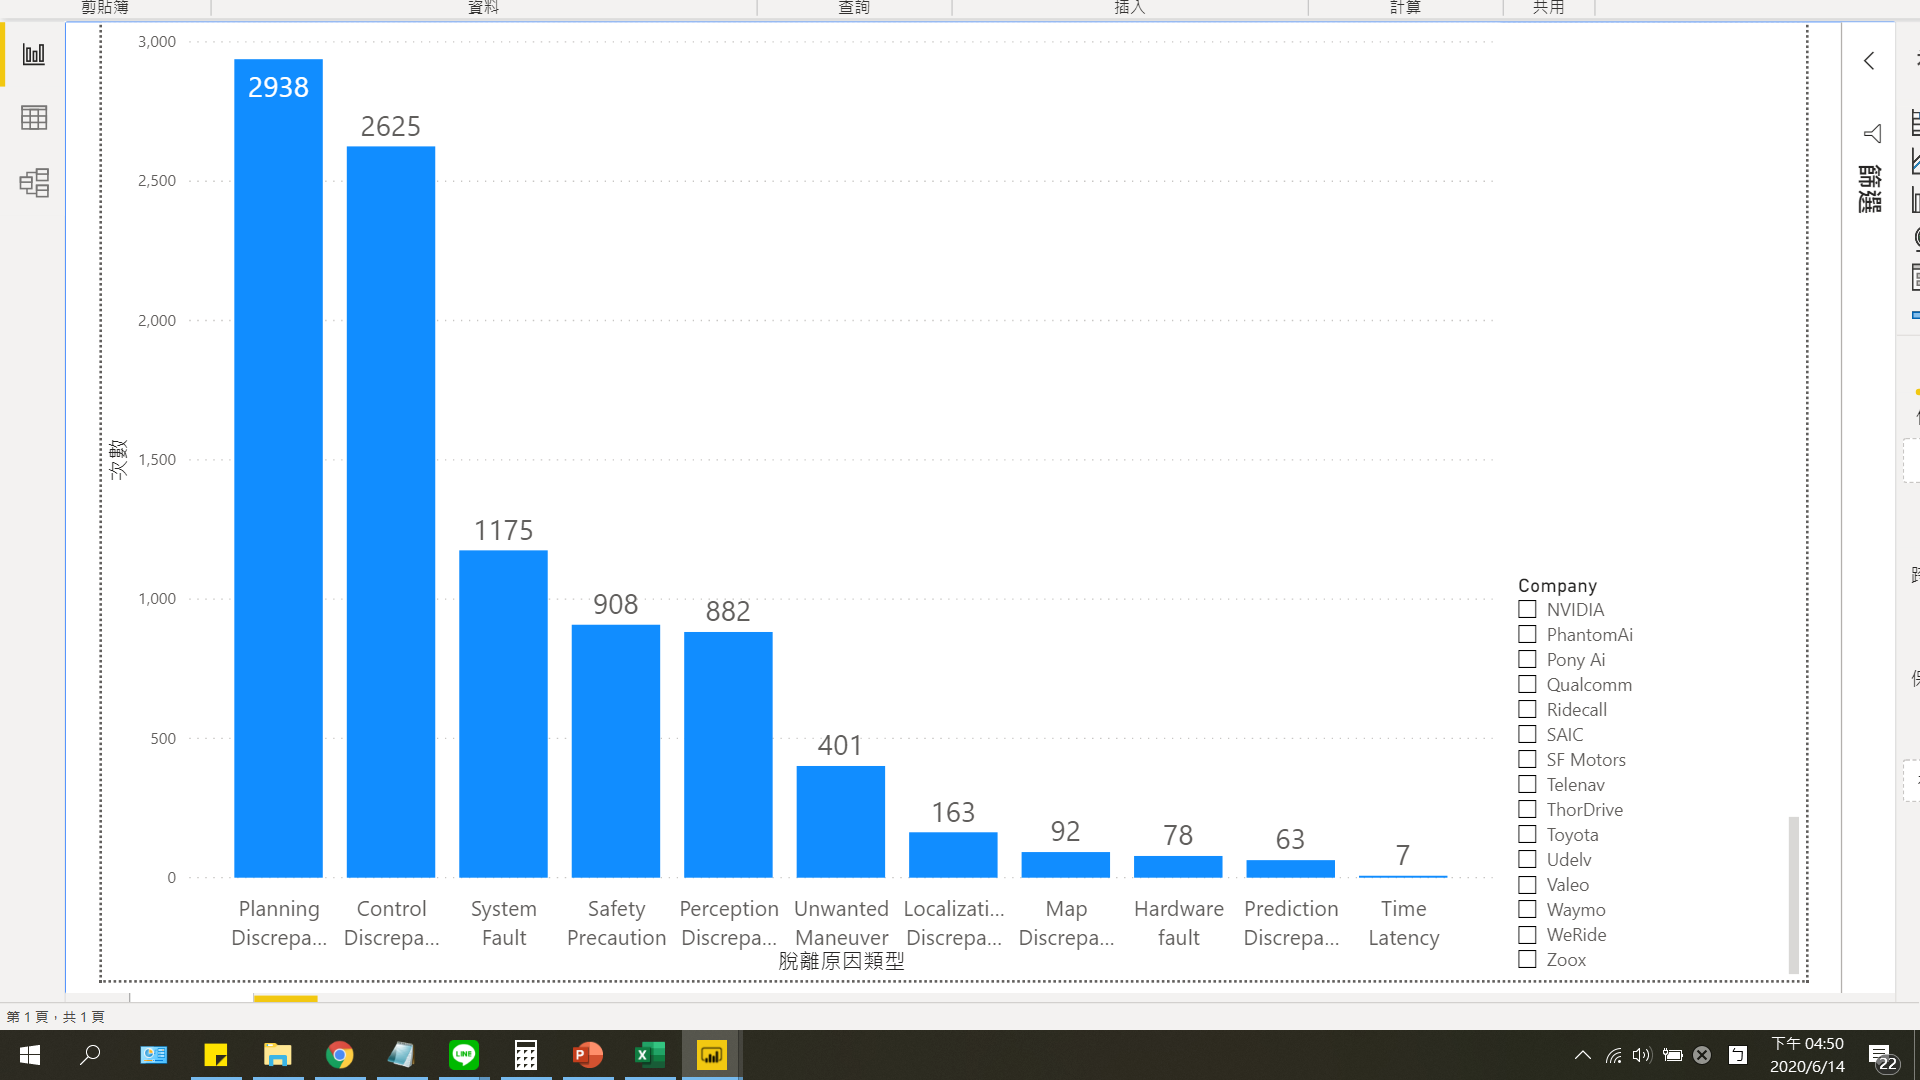 剪貼簿 資料 查詢 插入 計算 共用
3,000
2938
2625
2,500
2,000
次數
1,500
1175
1,000
908
882
500
401
163
92
78
63
7
0
Planning Discrepa...
Control Discrepa...
System Fault
Safety Precaution
Perception Discrepa...
Unwanted Maneuver
Localizati... Discrepa...
Map Discrepa...
Hardware fault
Prediction Discrepa...
Time Latency
脫離原因類型
Company
NVIDIA
PhantomAi
Pony Ai
Qualcomm
Ridecall
SAIC
SF Motors
Telenav
ThorDrive
Toyota
Udelv
Valeo
Waymo
WeRide
Zoox
篩選
第 1 頁，共 1 頁
LINE
下午 04:50
2020/6/14
22